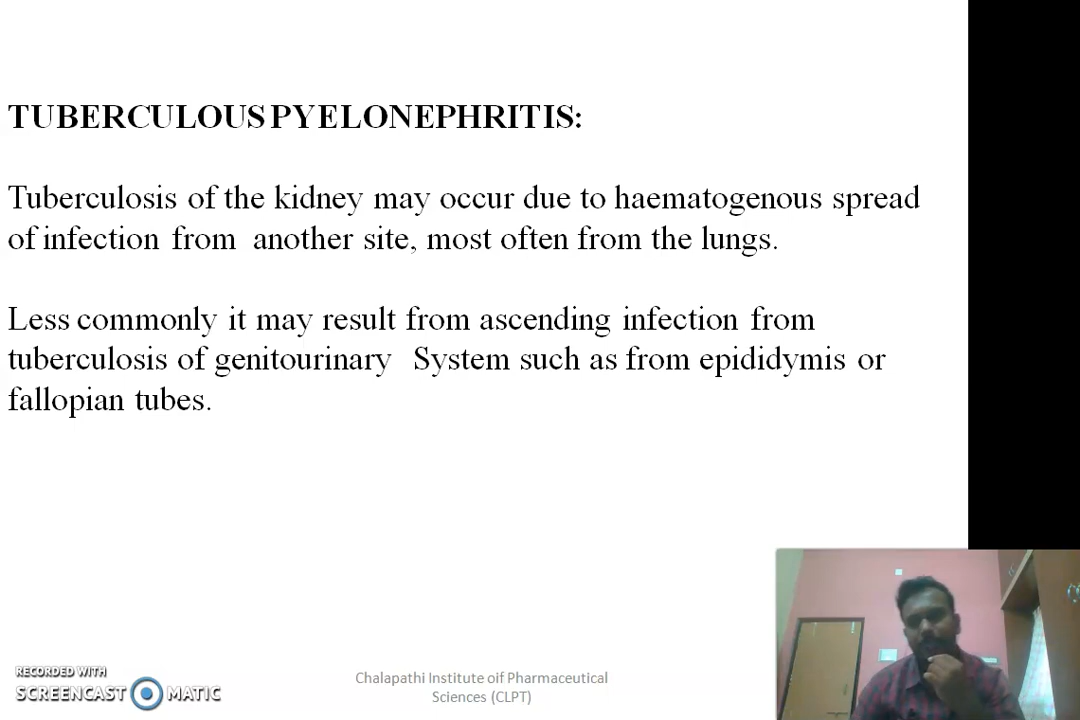 TUBERCULOUS PYELONEPHRITIS:
Tuberculosis of the kidney may occur due to haematogenous spread
of infection from another site, most often from the lungs.
Less commonly it may result from ascending infection from
tuberculosis of genitourinary System such as from epididymis or
fallopian tubes.
RECORDED WITH
SCREENCAST MATIC
Chalapathi Institute oif Pharmaceutical
Sciences (CLPT)